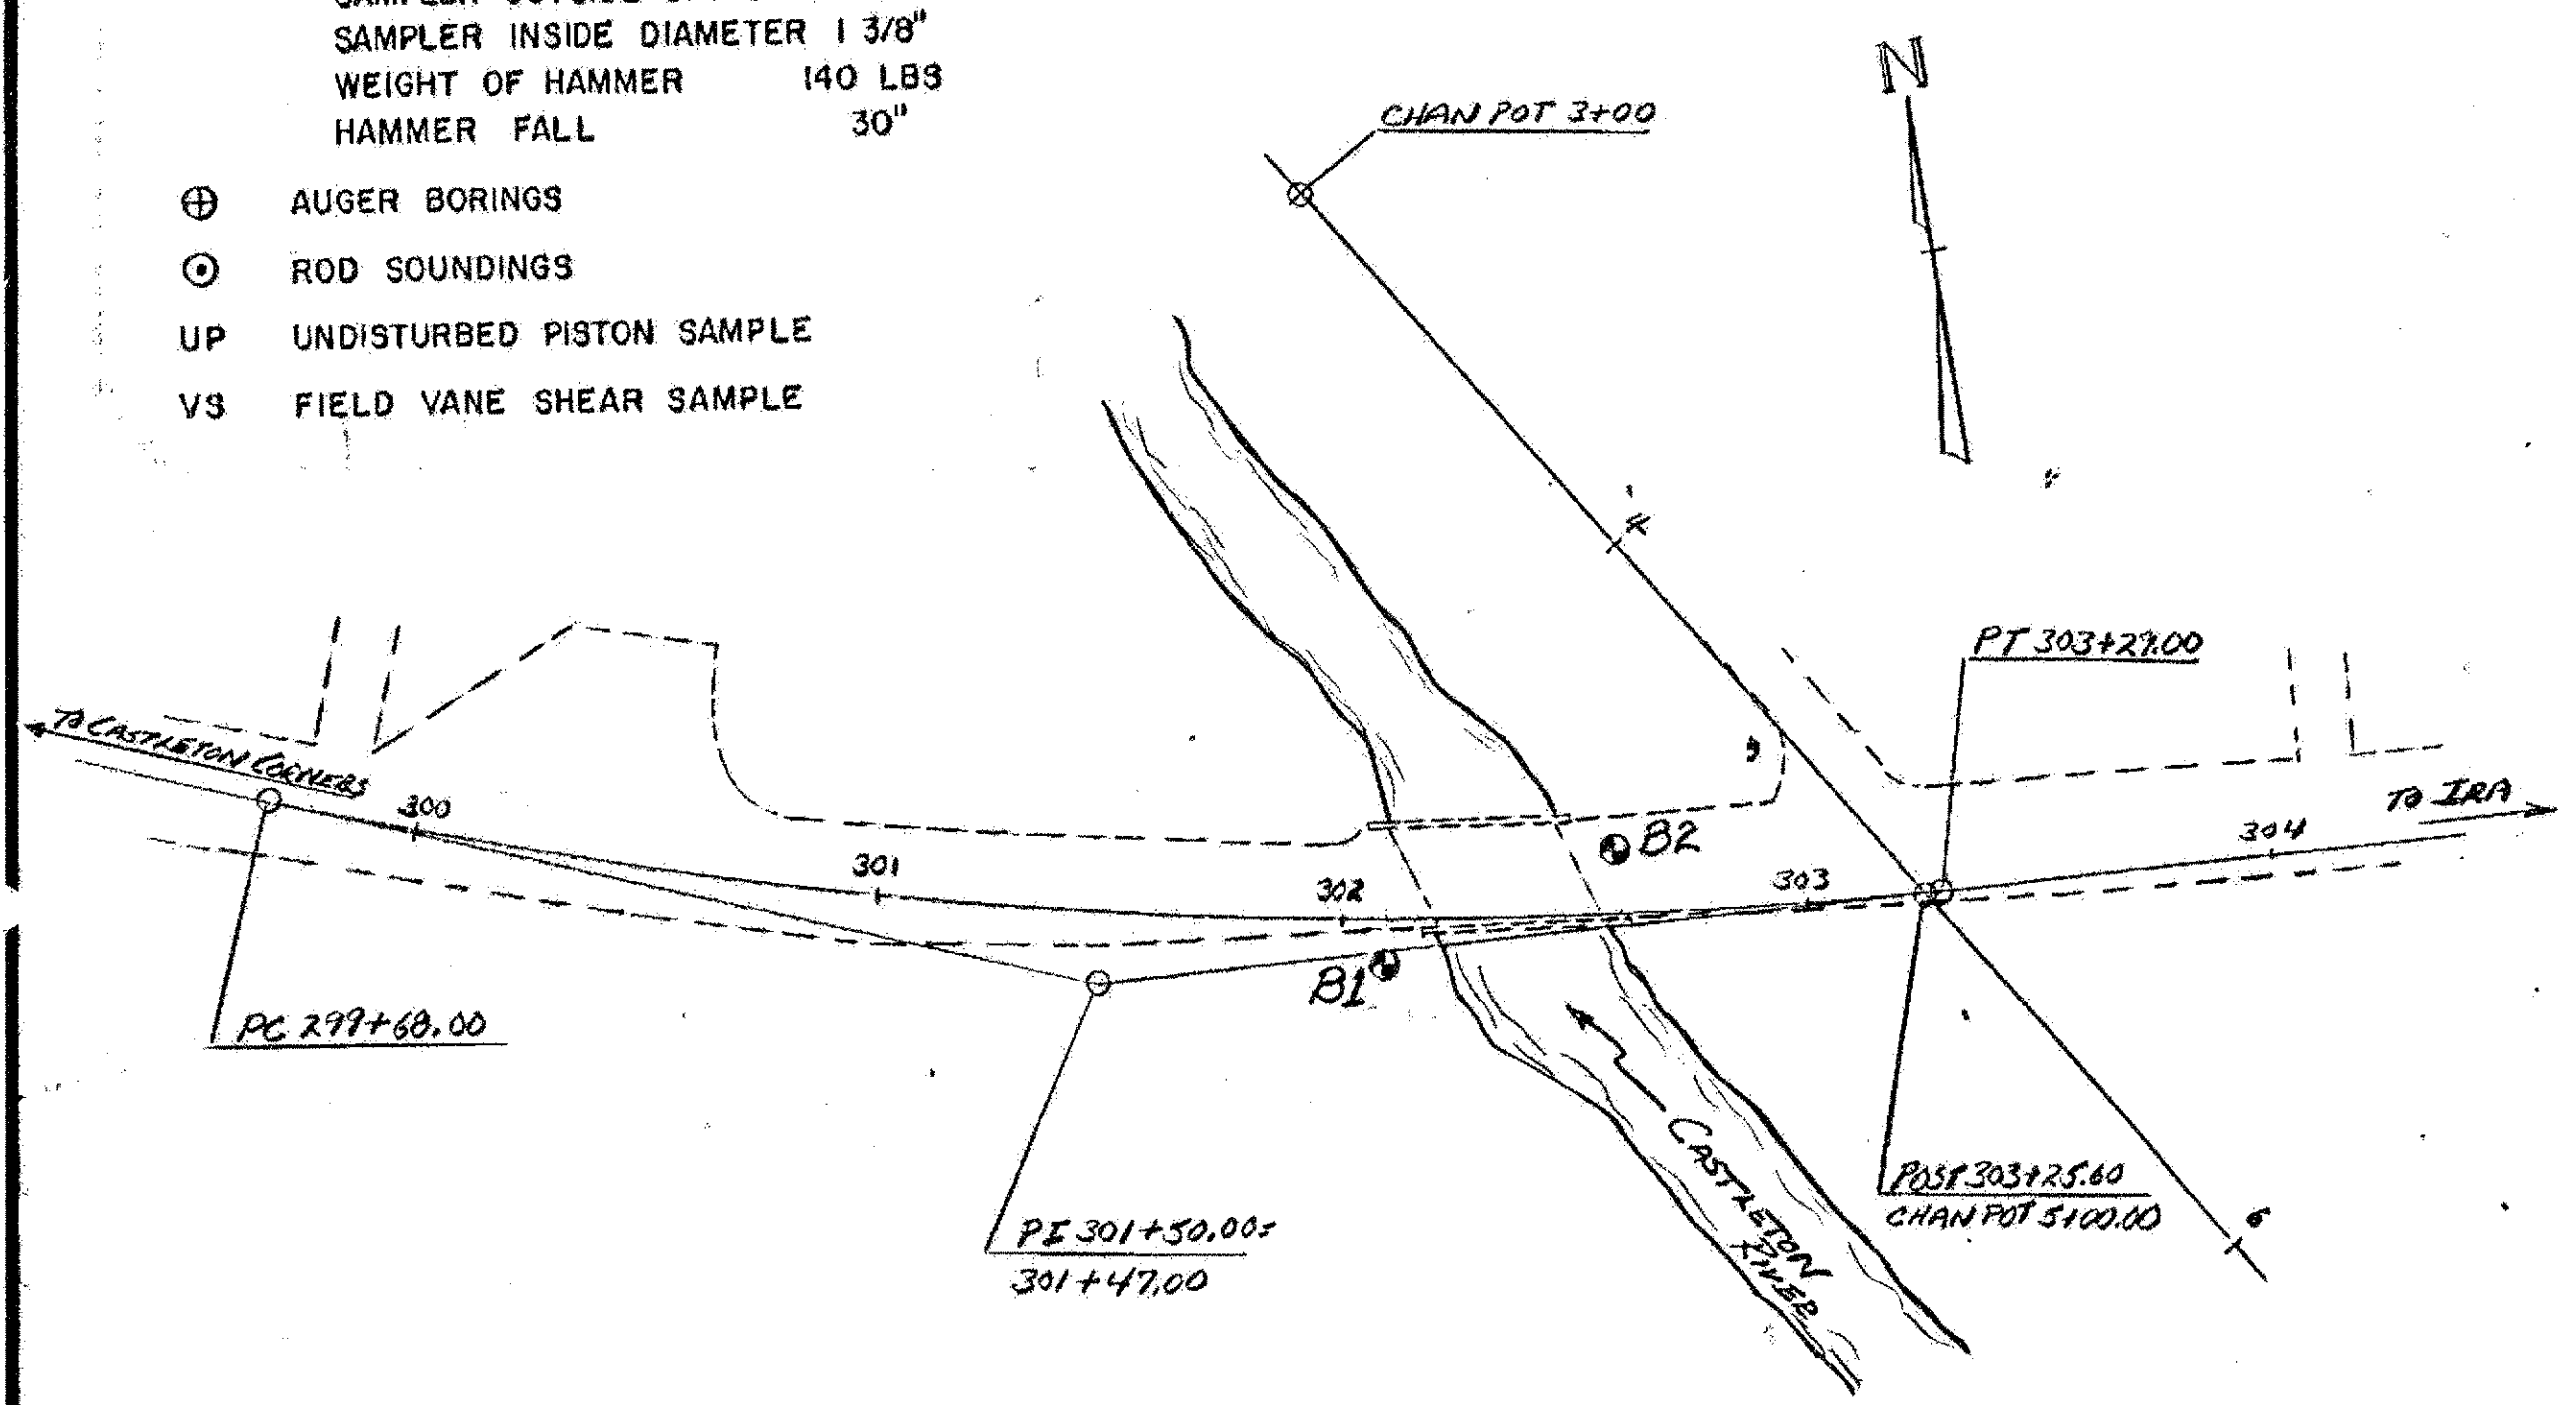 SAMPLER INSIDE DIAMETER 1 3/8"
WEIGHT OF HAMMER 140 LBS
HAMMER FALL 30"
AUGER BORINGS
ROD SOUNDINGS
UP UNDISTURBED PISTON SAMPLE
VS FIELD VANE SHEAR SAMPLE
N
CHAN POT 3+00
4
PT 303+29.00
5
TO CASTLETON CORNERS
300
301
302
303
304
TO IRA
B2
B1
PC 299+68.00
PI 301+50.00=
301+47.00
CASTLETON
RIVER
POST 303+25.60
CHAN POT 5+00.00
6